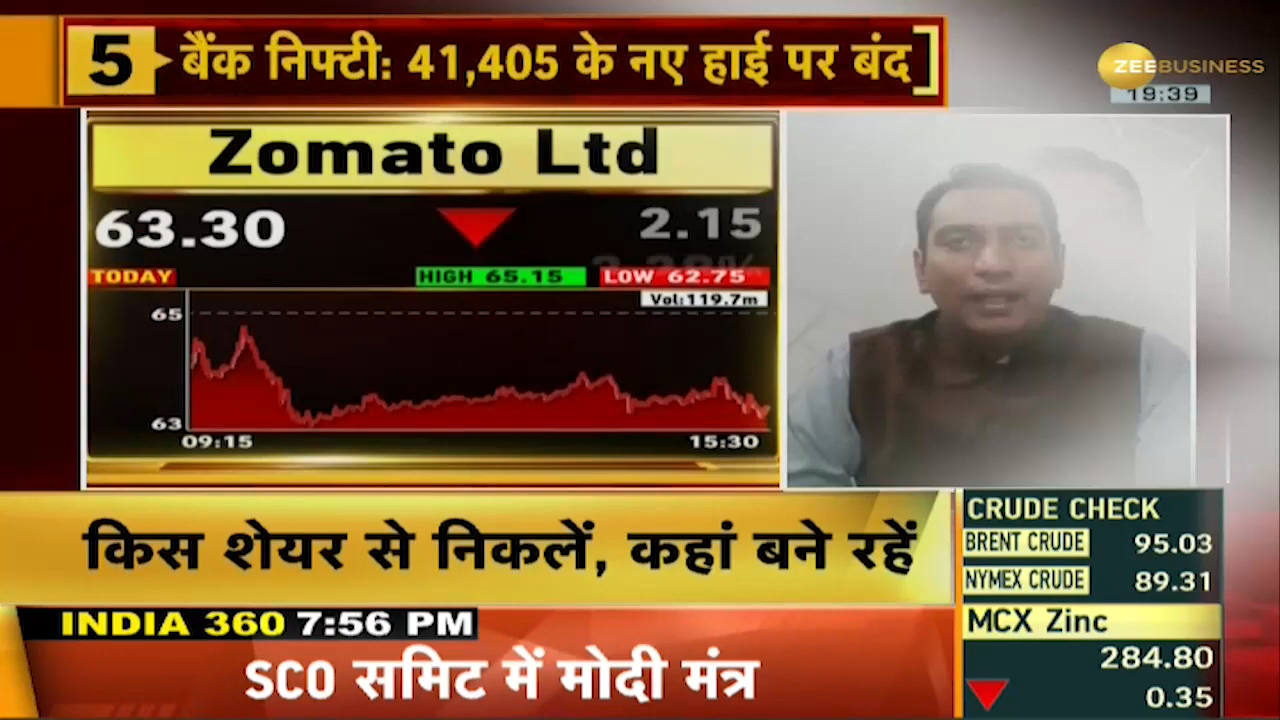 5 बैंक निफ्टी: 41,405 के नए हाई पर बंद
ZEEBUSINESS
19:39
Zomato Ltd
63.30 2.15
TODAY HIGH 65.15 LOW 62.75
Vol:119.7m
65
63
09:15 15:30
किस शेयर से निकलें, कहां बने रहें
CRUDE CHECK
BRENT CRUDE 95.03
NYMEX CRUDE 89.31
MCX Zinc
284.80
0.35
INDIA 360 7:56 PM
SCO समिट में मोदी मंत्र